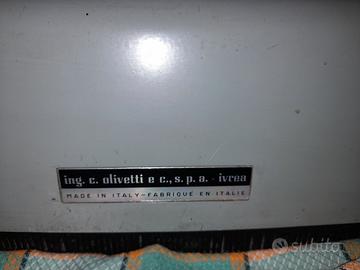 ing. c. olivetti e c., s. p. a. - ivrea
MADE IN ITALY-FABRIQUE EN ITALIE
subito